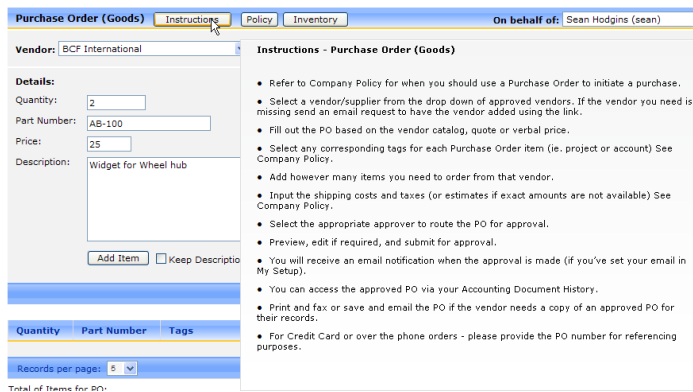 Purchase Order (Goods) Instructions Policy Inventory On behalf of: Sean Hodgins (sean)
Vendor: BCF International
Instructions - Purchase Order (Goods)
Details:
Quantity: 2
Part Number: AB-100
Price: 25
Description: Widget for Wheel hub
Add Item Keep Descriptio
• Refer to Company Policy for when you should use a Purchase Order to initiate a purchase.
• Select a vendor/supplier from the drop down of approved vendors. If the vendor you need is
missing send an email request to have the vendor added using the link.
• Fill out the PO based on the vendor catalog, quote or verbal price.
• Select any corresponding tags for each Purchase Order item (ie. project or account) See
Company Policy.
• Add however many items you need to order from that vendor.
• Input the shipping costs and taxes (or estimates if exact amounts are not available) See
Company Policy.
• Select the appropriate approver to route the PO for approval.
• Preview, edit if required, and submit for approval.
• You will receive an email notification when the approval is made (if you've set your email in
My Setup).
• You can access the approved PO via your Accounting Document History.
• Print and fax or save and email the PO if the vendor needs a copy of an approved PO for
their records.
• For Credit Card or over the phone orders - please provide the PO number for referencing
purposes.
Quantity Part Number Tags
Records per page: 6
Total of Items for PO: